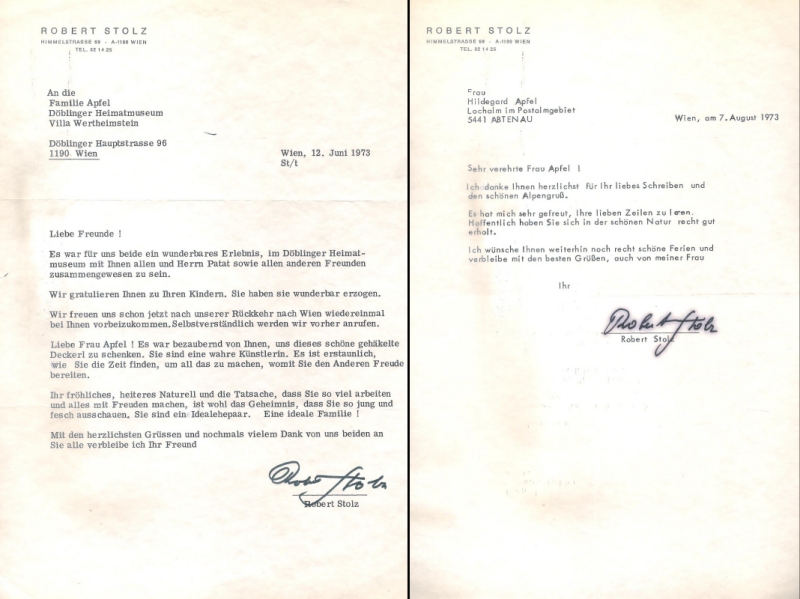 ROBERT STOLZ
HIMMELSTRASSE 69 · A-1190 WIEN
TEL. 32 14 25
An die
Familie Apfel
Döblinger Heimatmuseum
Villa Wertheimstein
Döblinger Hauptstrasse 96
1190 Wien
Wien, 12. Juni 1973
St/t
Liebe Freunde !
Es war für uns beide ein wunderbares Erlebnis, im Döblinger Heimat-
museum mit Ihnen allen und Herrn Patat sowie allen anderen Freunden
zusammengewesen zu sein.
Wir gratulieren Ihnen zu Ihren Kindern. Sie haben sie wunderbar erzogen.
Wir freuen uns schon jetzt nach unserer Rückkehr nach Wien wiedereinmal
bei Ihnen vorbeizukommen.Selbstverständlich werden wir vorher anrufen.
Liebe Frau Apfel ! Es war bezaubernd von Ihnen, uns dieses schöne gehäkelte
Deckerl zu schenken. Sie sind eine wahre Künstlerin. Es ist erstaunlich,
wie Sie die Zeit finden, um all das zu machen, womit Sie den Anderen Freude
bereiten.
Ihr fröhliches, heiteres Naturell und die Tatsache, dass Sie so viel arbeiten
und alles mit Freuden machen, ist wohl das Geheimnis, dass Sie so jung und
fesch ausschauen. Sie sind ein Idealehepaar. Eine ideale Familie !
Mit den herzlichsten Grüssen und nochmals vielem Dank von uns beiden an
Sie alle verbleibe ich Ihr Freund
Robert Stolz
Robert Stolz
ROBERT STOLZ
HIMMELSTRASSE 69 · A-1190 WIEN
TEL. 32 14 25
Frau
Hildegard Apfel
Lochalm im Postalmgebiet
5441 ABTENAU
Wien, am 7. August 1973
Sehr verehrte Frau Apfel !
Ich danke Ihnen herzlichst für Ihr liebes Schreiben und
den schönen Alpengruß.
Es hat mich sehr gefreut, Ihre lieben Zeilen zu lesen.
Hoffentlich haben Sie sich in der schönen Natur recht gut
erholt.
Ich wünsche Ihnen weiterhin noch recht schöne Ferien und
verbleibe mit den besten Grüßen, auch von meiner Frau
Ihr
Robert Stolz
Robert Stolz